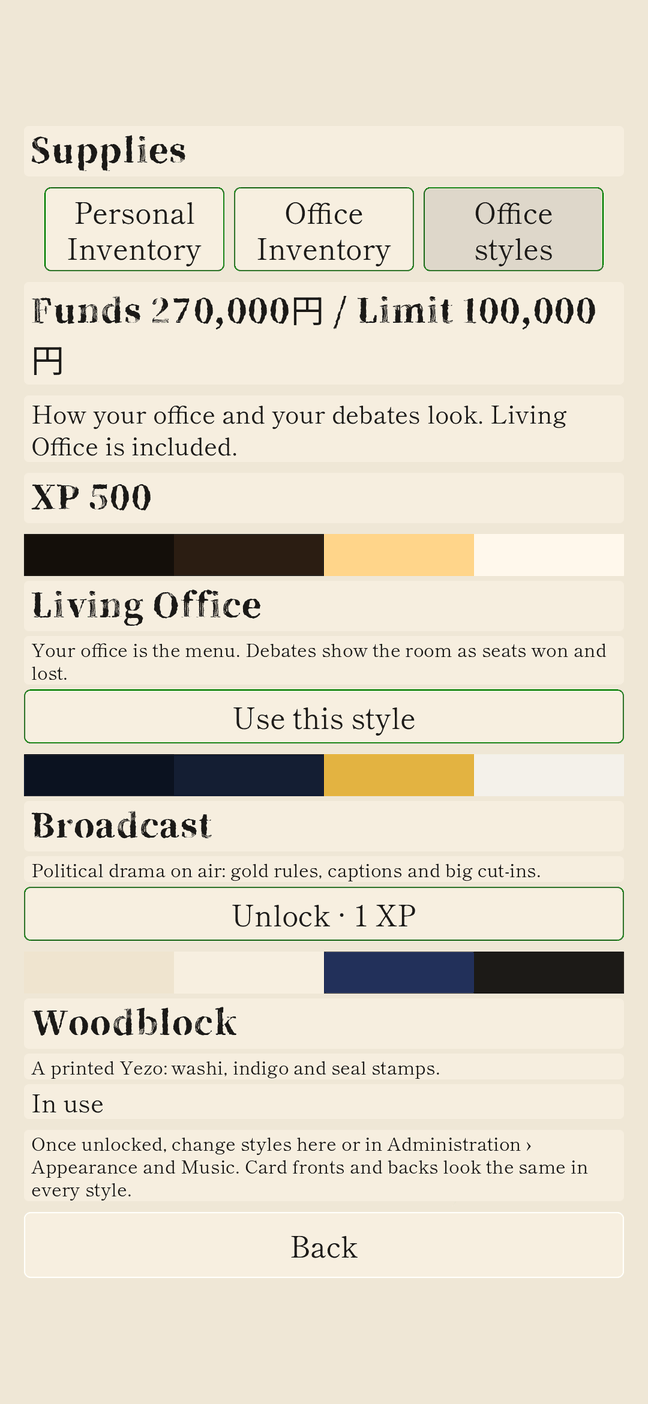 Supplies
Personal
Inventory
Office
Inventory
Office
styles
Funds 270,000円 / Limit 100,000
円
How your office and your debates look. Living
Office is included.
XP 500
Living Office
Your office is the menu. Debates show the room as seats won and
lost.
Use this style
Broadcast
Political drama on air: gold rules, captions and big cut-ins.
Unlock · 1 XP
Woodblock
A printed Yezo: washi, indigo and seal stamps.
In use
Once unlocked, change styles here or in Administration ›
Appearance and Music. Card fronts and backs look the same in
every style.
Back